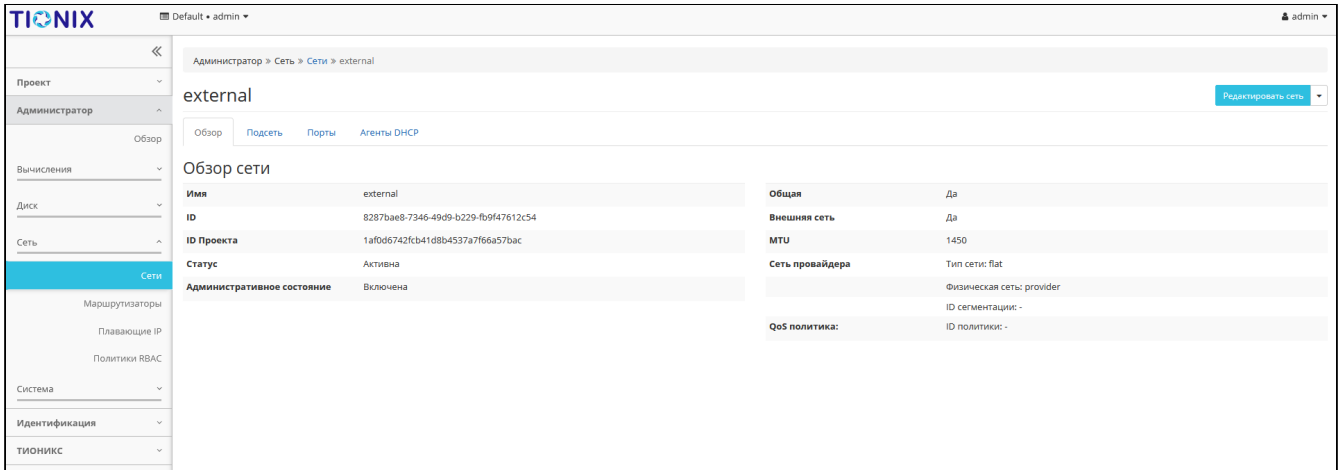 TIONIX
Default • admin
admin
Администратор » Сеть » Сети » external
Проект
Администратор
Обзор
Вычисления
Диск
Сеть
Сети
Маршрутизаторы
Плавающие IP
Политики RBAC
Система
Идентификация
ТИОНИКС
external
Редактировать сеть
Обзор Подсеть Порты Агенты DHCP
Обзор сети
Имя external
ID 8287bae8-7346-49d9-b229-fb9f47612c54
ID Проекта 1af0d6742fcb41d8b4537a7f66a57bac
Статус Активна
Административное состояние Включена
Общая Да
Внешняя сеть Да
MTU 1450
Сеть провайдера Тип сети: flat
Физическая сеть: provider
ID сегментации: -
QoS политика: ID политики: -